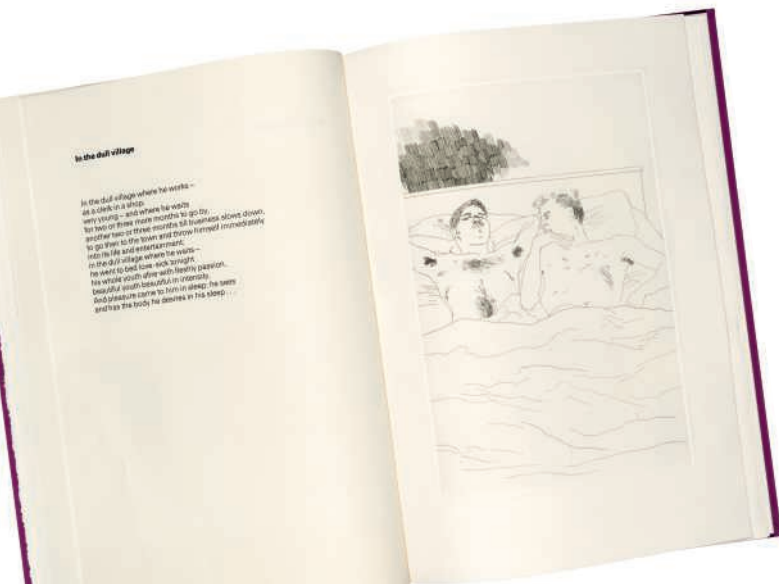 In the dull village
In the dull village where he works –
as a clerk in a shop,
very young – and where he waits
for two or three more months to go by,
another two or three months till business slows down,
to go then to the town and throw himself immediately
into its life and entertainment;
in the dull village where he waits –
he went to bed love-sick tonight
his whole youth afire with fleshly passion,
beautiful youth beautiful in intensity.
And pleasure came to him in sleep; he sees
and has the body he desires in his sleep . . .